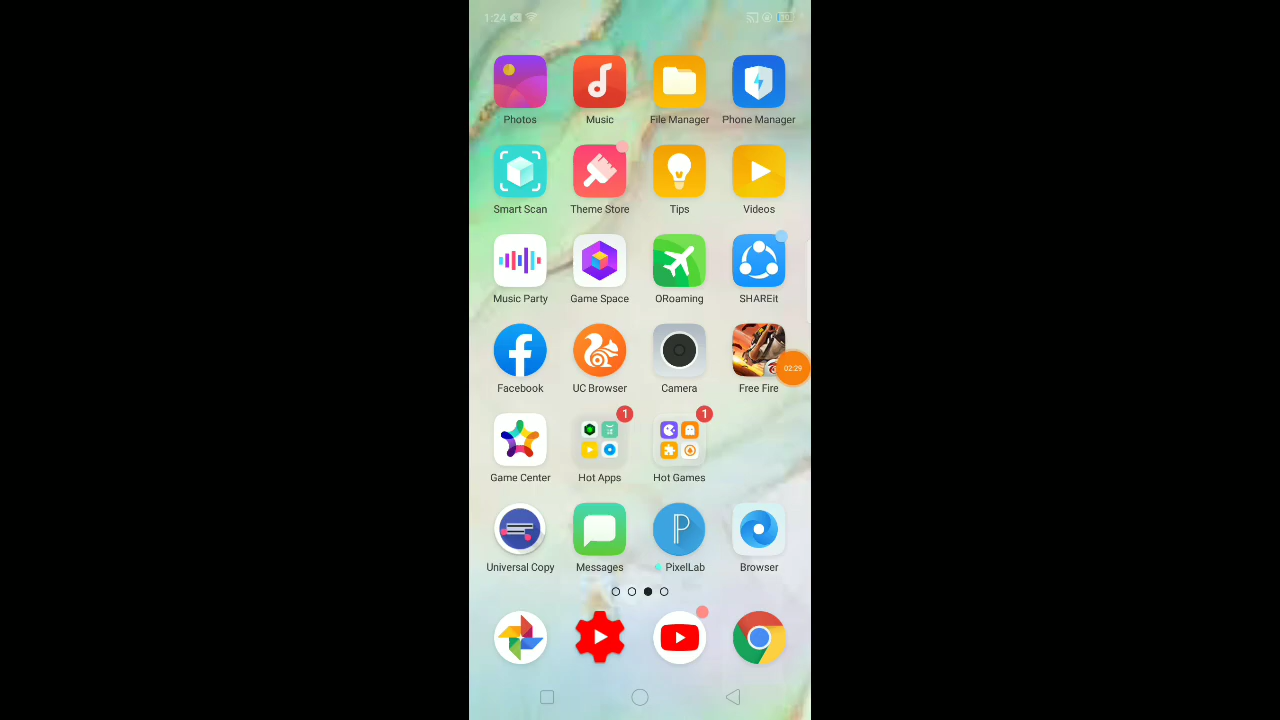 1:24
Photos Music File Manager Phone Manager
Smart Scan Theme Store Tips Videos
Music Party Game Space ORoaming SHAREit
Facebook UC Browser Camera Free Fire
02:29
1 1
Game Center Hot Apps Hot Games
Universal Copy Messages PixelLab Browser